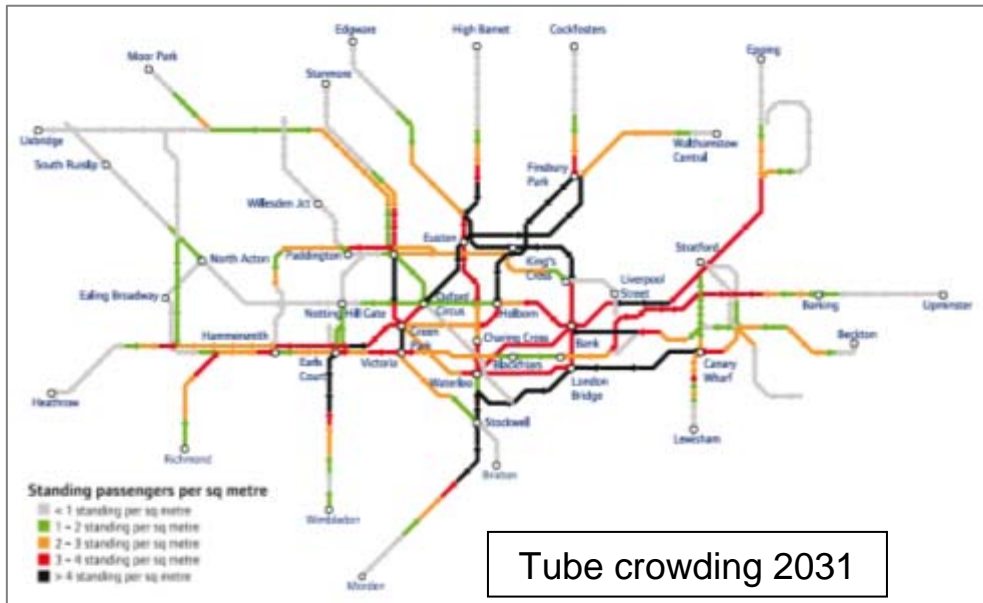 Edgware
High Barnet
Cockfosters
Epping
Moor Park
Stanmore
Uxbridge
Walthamstow
Central
South Ruislip
Finsbury
Park
Willesden Jct
Euston
Stratford
North Acton
Paddington
King's
Cross
Liverpool
Street
Ealing Broadway
Oxford
Circus
Notting Hill Gate
Holborn
Barking
Upminster
Hammersmith
Green
Park
Charing Cross
Bank
Beckton
Earls
Court
Victoria
Blackfriars
Canary
Wharf
Waterloo
London
Bridge
Heathrow
Stockwell
Lewisham
Richmond
Brixton
Standing passengers per sq metre
< 1 standing per sq metre
1 - 2 standing per sq metre
2 - 3 standing per sq metre
3 - 4 standing per sq metre
> 4 standing per sq metre
Wimbledon
Morden
Tube crowding 2031